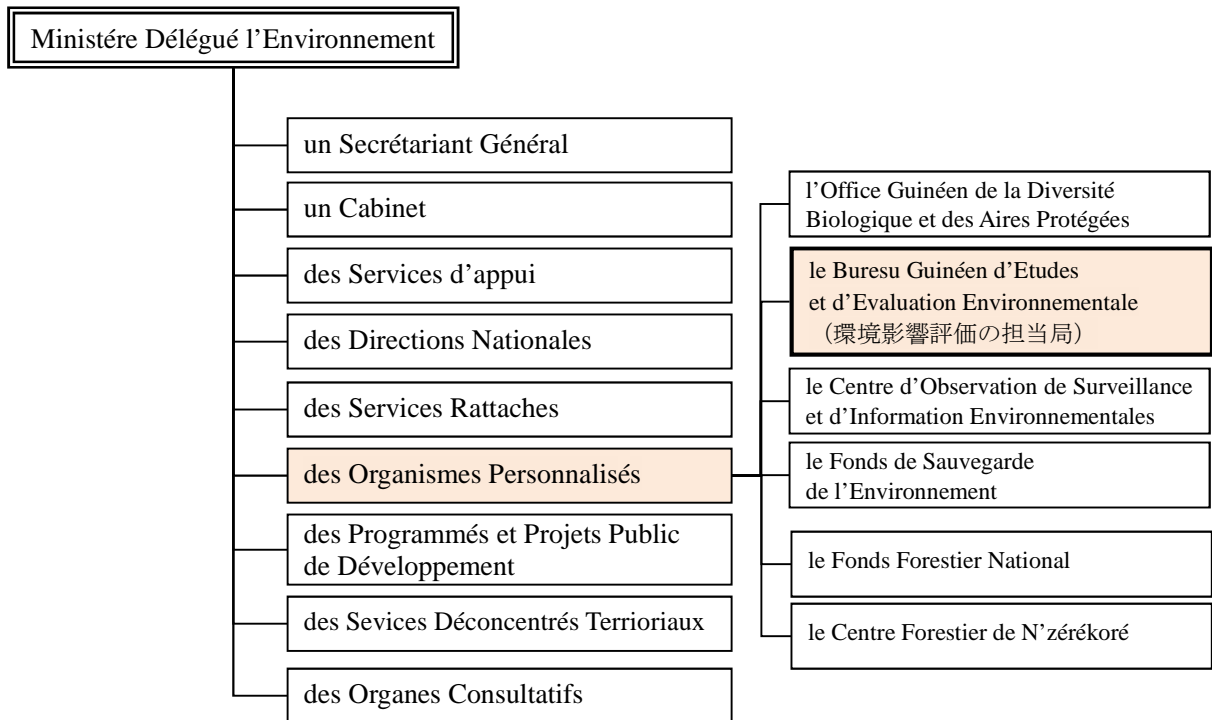 Ministére Délégué l’Environnement
un Secrétariant Général
un Cabinet
des Services d’appui
des Directions Nationales
des Services Rattaches
des Organismes Personnalisés
des Programmés et Projets Public
de Développement
des Sevices Déconcentrés Terrioriaux
des Organes Consultatifs
l’Office Guinéen de la Diversité
Biologique et des Aires Protégées
le Buresu Guinéen d’Etudes
et d’Evaluation Environnementale
（環境影響評価の担当局）
le Centre d’Observation de Surveillance
et d’Information Environnementales
le Fonds de Sauvegarde
de l’Environnement
le Fonds Forestier National
le Centre Forestier de N’zérékoré